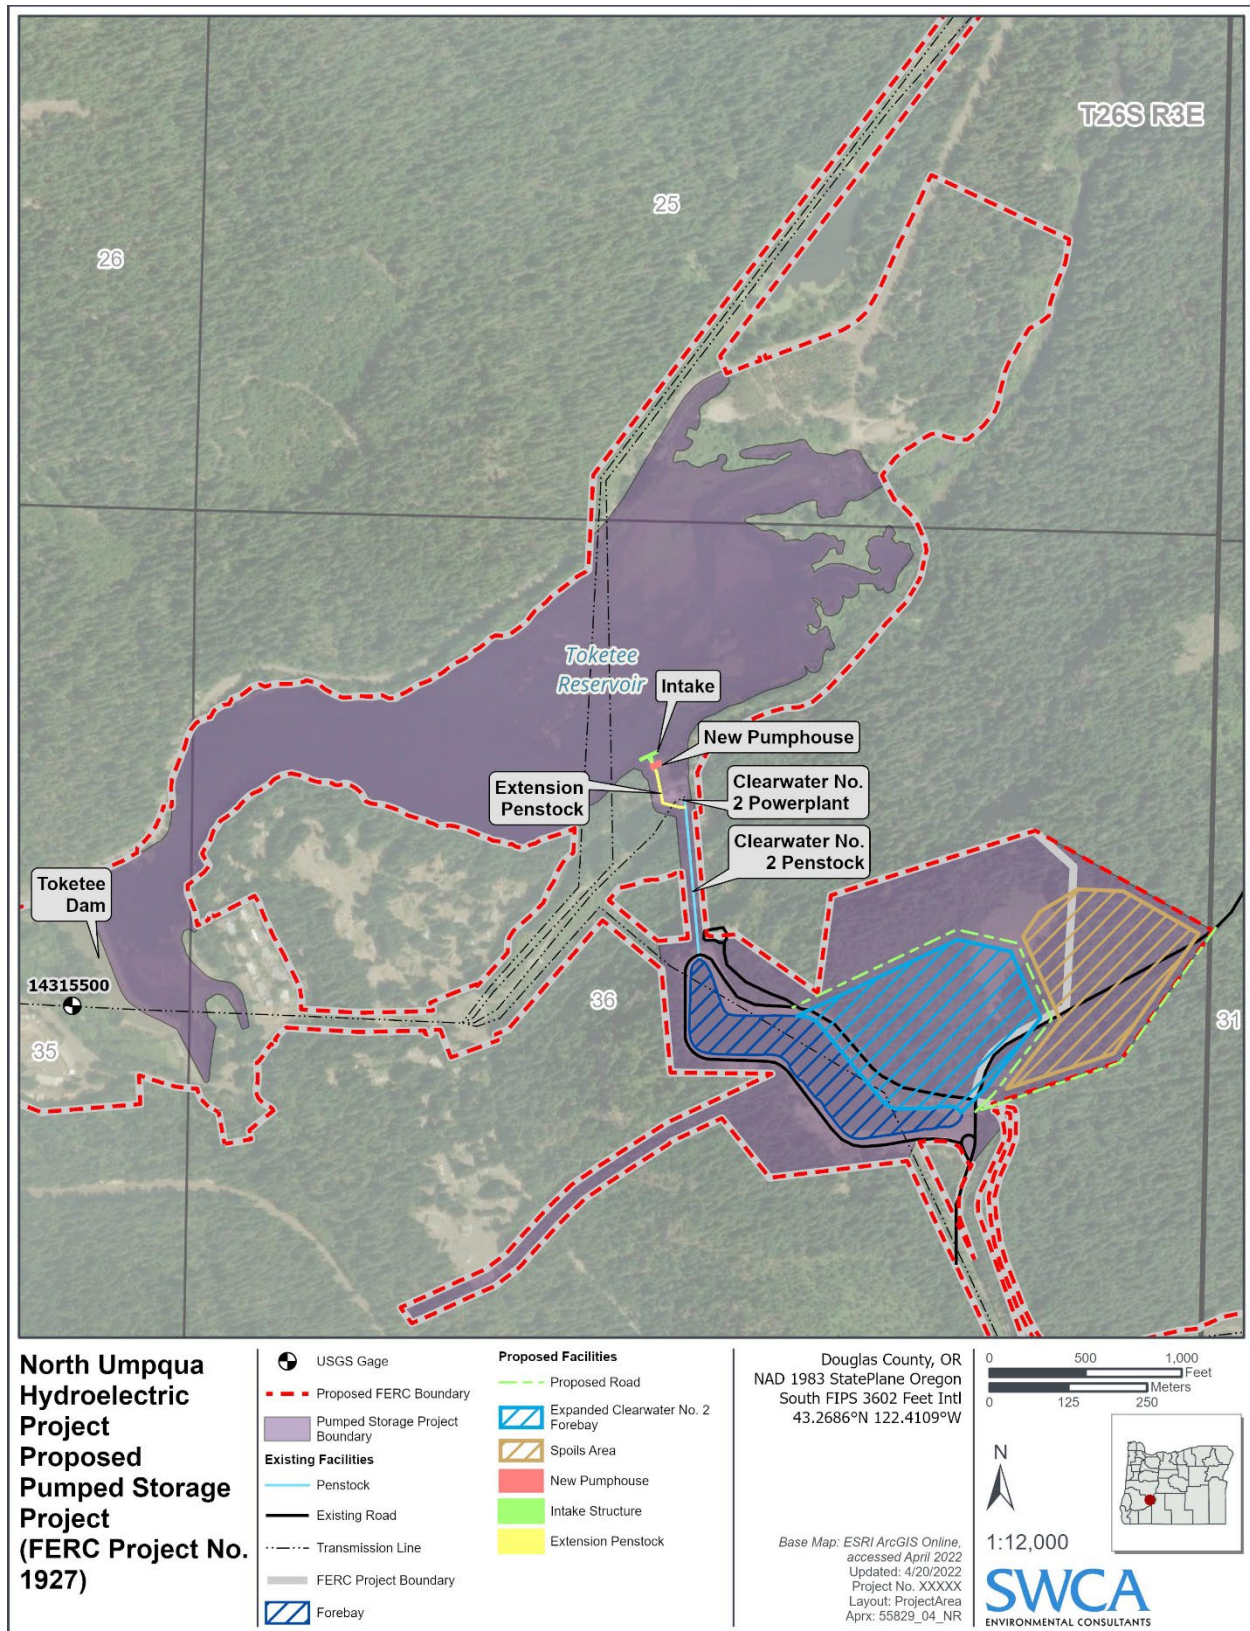 T26S R3E
25
26
Toketee
Reservoir
Intake
New Pumphouse
Extension
Penstock
Clearwater No.
2 Powerplant
Clearwater No.
2 Penstock
Toketee
Dam
14315500
36
35
31
North Umpqua
Hydroelectric
Project
Proposed
Pumped Storage
Project
(FERC Project No.
1927)
USGS Gage
Proposed FERC Boundary
Pumped Storage Project
Boundary
Existing Facilities
Penstock
Existing Road
Transmission Line
FERC Project Boundary
Forebay
Proposed Facilities
Proposed Road
Expanded Clearwater No. 2
Forebay
Spoils Area
New Pumphouse
Intake Structure
Extension Penstock
Douglas County, OR
NAD 1983 StatePlane Oregon
South FIPS 3602 Feet Intl
43.2686°N 122.4109°W
Base Map: ESRI ArcGIS Online,
accessed April 2022
Updated: 4/20/2022
Project No. XXXXX
Layout: ProjectArea
Aprx: 55829_04_NR
0 500 1,000
Feet
Meters
0 125 250
N
1:12,000
SWCA
ENVIRONMENTAL CONSULTANTS